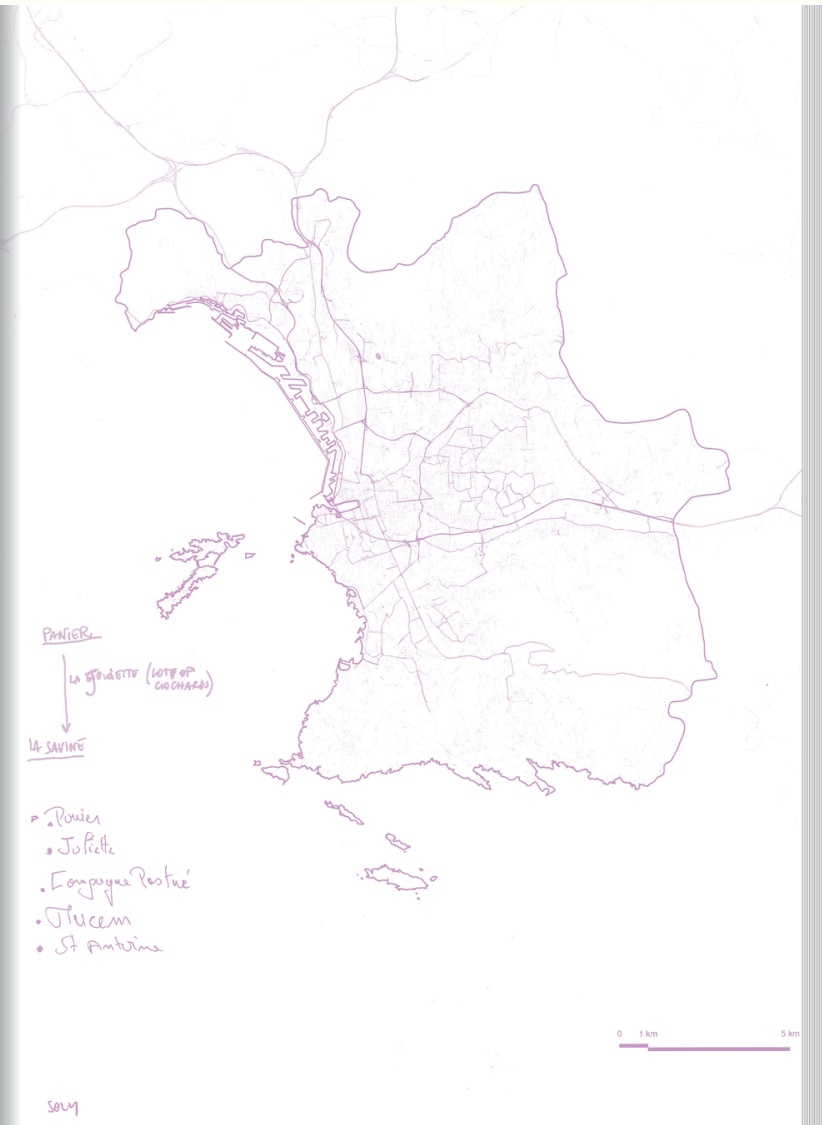 PANIER
LA JOLIETTE (LOTS OF
CLOCHARDS)
LA SAVINE
• Panier
• Joliette
• Campagne
• Mucem
• St Antoine
0 1 km 5 km